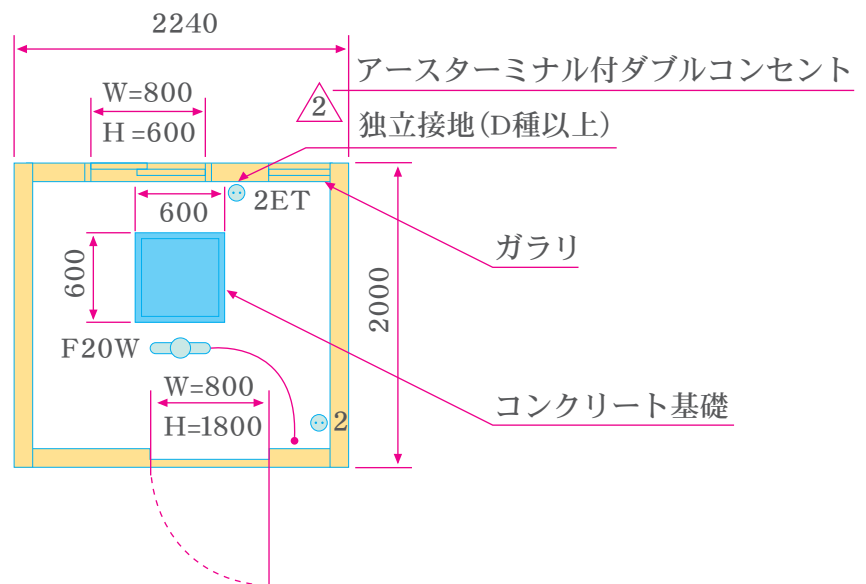 2240
アースターミナル付ダブルコンセント
W=800
H=600
2
独立接地(D種以上)
2ET
600
ガラリ
600
2000
F20W
W=800
H=1800
2
コンクリート基礎